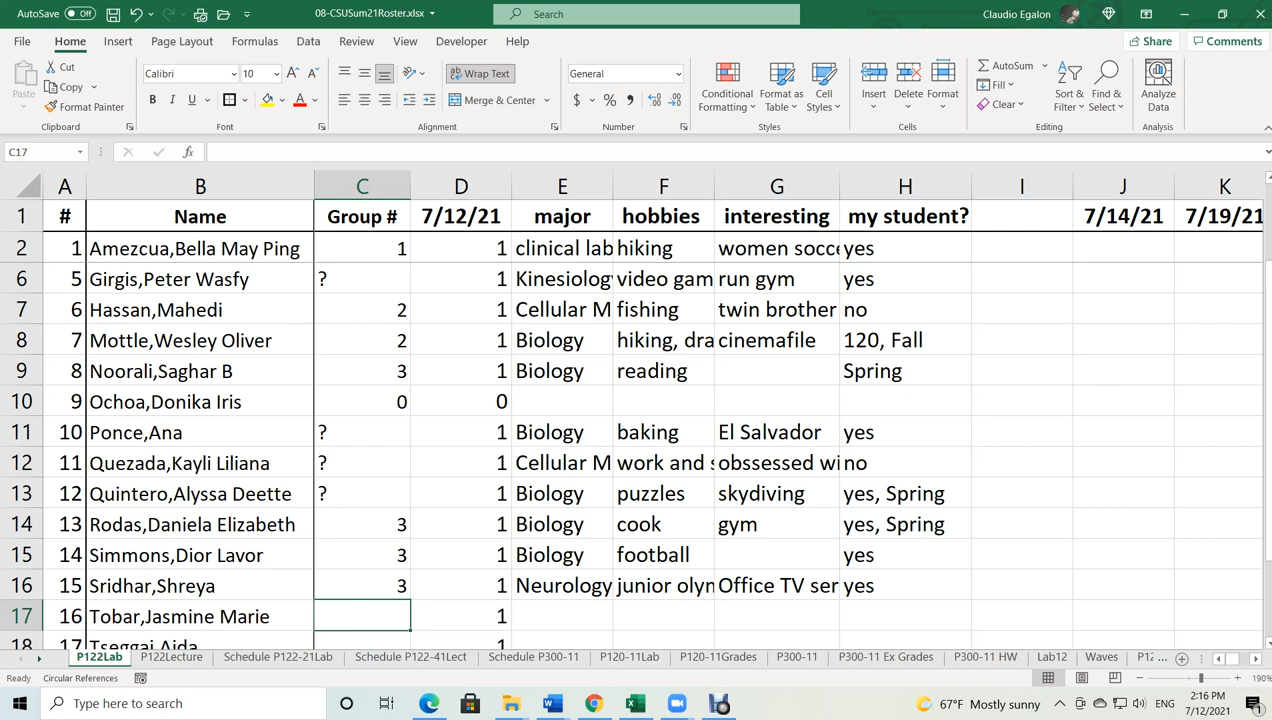 AutoSave Off 08-CSUSum21Roster.xlsx Search Claudio Egalon
File Home Insert Page Layout Formulas Data Review View Developer Help Share Comments
Paste Cut Copy Format Painter Clipboard
Calibri 10 B I U A Font
Wrap Text Merge & Center Alignment
General $ % 9 Number
Conditional Formatting Format as Table Cell Styles Styles
Insert Delete Format Cells
AutoSum Fill Clear Sort & Filter Find & Select Editing
Analyze Data Analysis
C17 fx
A B C D E F G H I J K
1 # Name Group # 7/12/21 major hobbies interesting my student? 7/14/21 7/19/21
2 1 Amezcua,Bella May Ping 1 1 clinical lab hiking women socce yes
6 5 Girgis,Peter Wasfy ? 1 Kinesiology video gam run gym yes
7 6 Hassan,Mahedi 2 1 Cellular M fishing twin brother no
8 7 Mottle,Wesley Oliver 2 1 Biology hiking, dra cinemafile 120, Fall
9 8 Noorali,Saghar B 3 1 Biology reading Spring
10 9 Ochoa,Donika Iris 0 0
11 10 Ponce,Ana ? 1 Biology baking El Salvador yes
12 11 Quezada,Kayli Liliana ? 1 Cellular M work and s obssessed wi no
13 12 Quintero,Alyssa Deette ? 1 Biology puzzles skydiving yes, Spring
14 13 Rodas,Daniela Elizabeth 3 1 Biology cook gym yes, Spring
15 14 Simmons,Dior Lavor 3 1 Biology football yes
16 15 Sridhar,Shreya 3 1 Neurology junior olyn Office TV ser yes
17 16 Tobar,Jasmine Marie 1
18 17 Tseggai,Aida 1
P122Lab P122Lecture Schedule P122-21Lab Schedule P122-41Lect Schedule P300-11 P120-11Lab P120-11Grades P300-11 P300-11 Ex Grades P300-11 HW Lab12 Waves P12 ...
Ready Circular References 190%
Type here to search 67°F Mostly sunny ENG 2:16 PM
7/12/2021 1